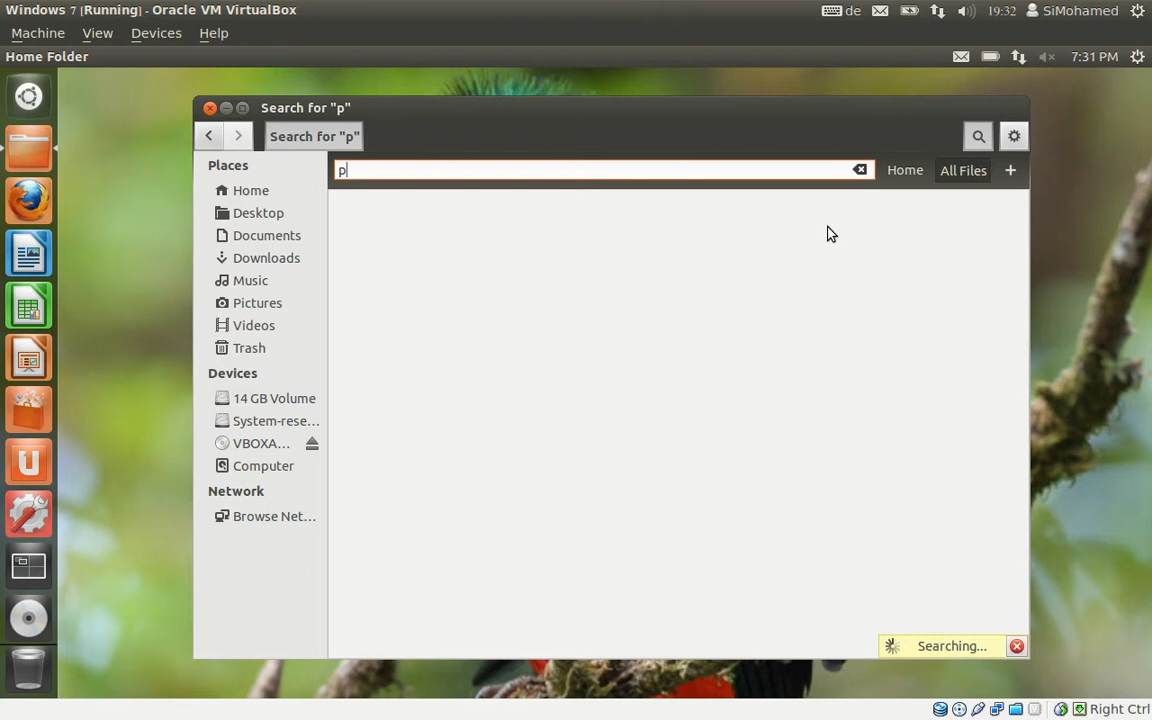 Windows 7 [Running] - Oracle VM VirtualBox
de
19:32
SiMohamed
Machine
View
Devices
Help
Home Folder
7:31 PM
Search for "p"
Search for "p"
Places
p
Home
All Files
Home
Desktop
Documents
Downloads
Music
Pictures
Videos
Trash
Devices
14 GB Volume
System-rese...
VBOXA...
Computer
Network
Browse Net...
Searching...
Right Ctrl